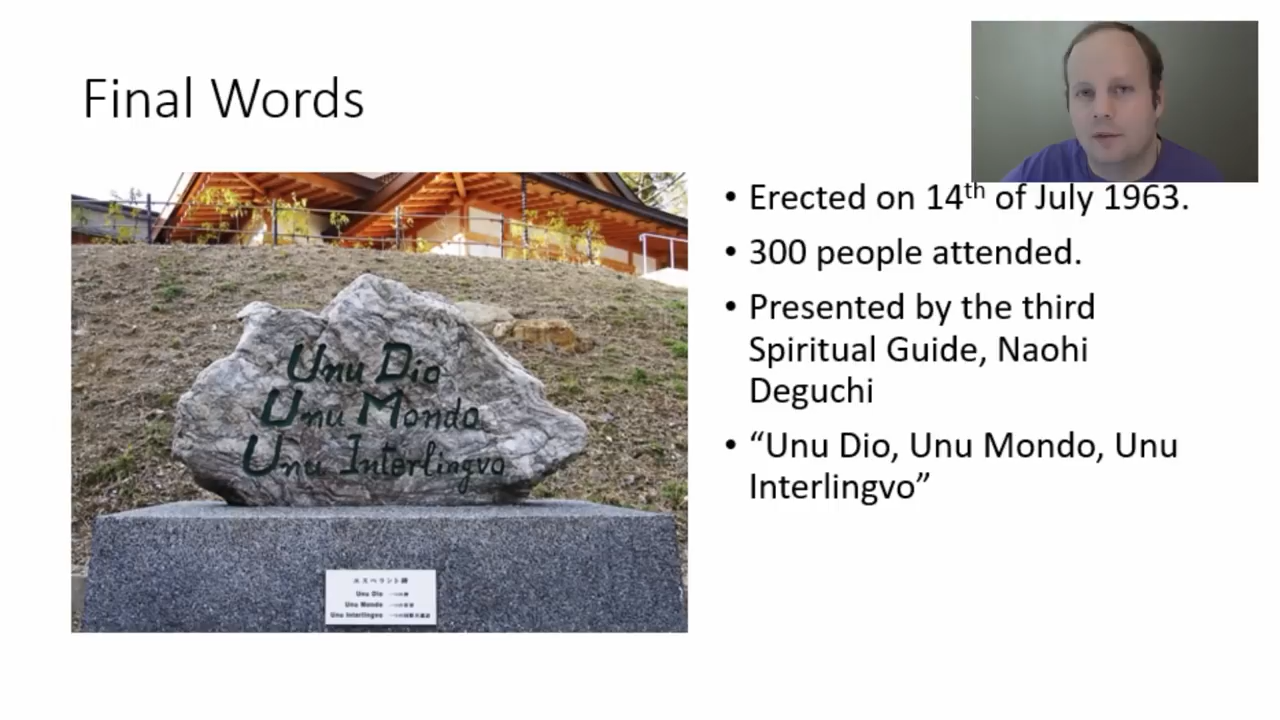 Final Words
Unu Dio
Unu Mondo
Unu Interlingvo
エスペラント碑
Unu Dio
Unu Mondo
Unu Interlingvo
• Erected on 14th of July 1963.
• 300 people attended.
• Presented by the third
Spiritual Guide, Naohi
Deguchi
• “Unu Dio, Unu Mondo, Unu
Interlingvo”